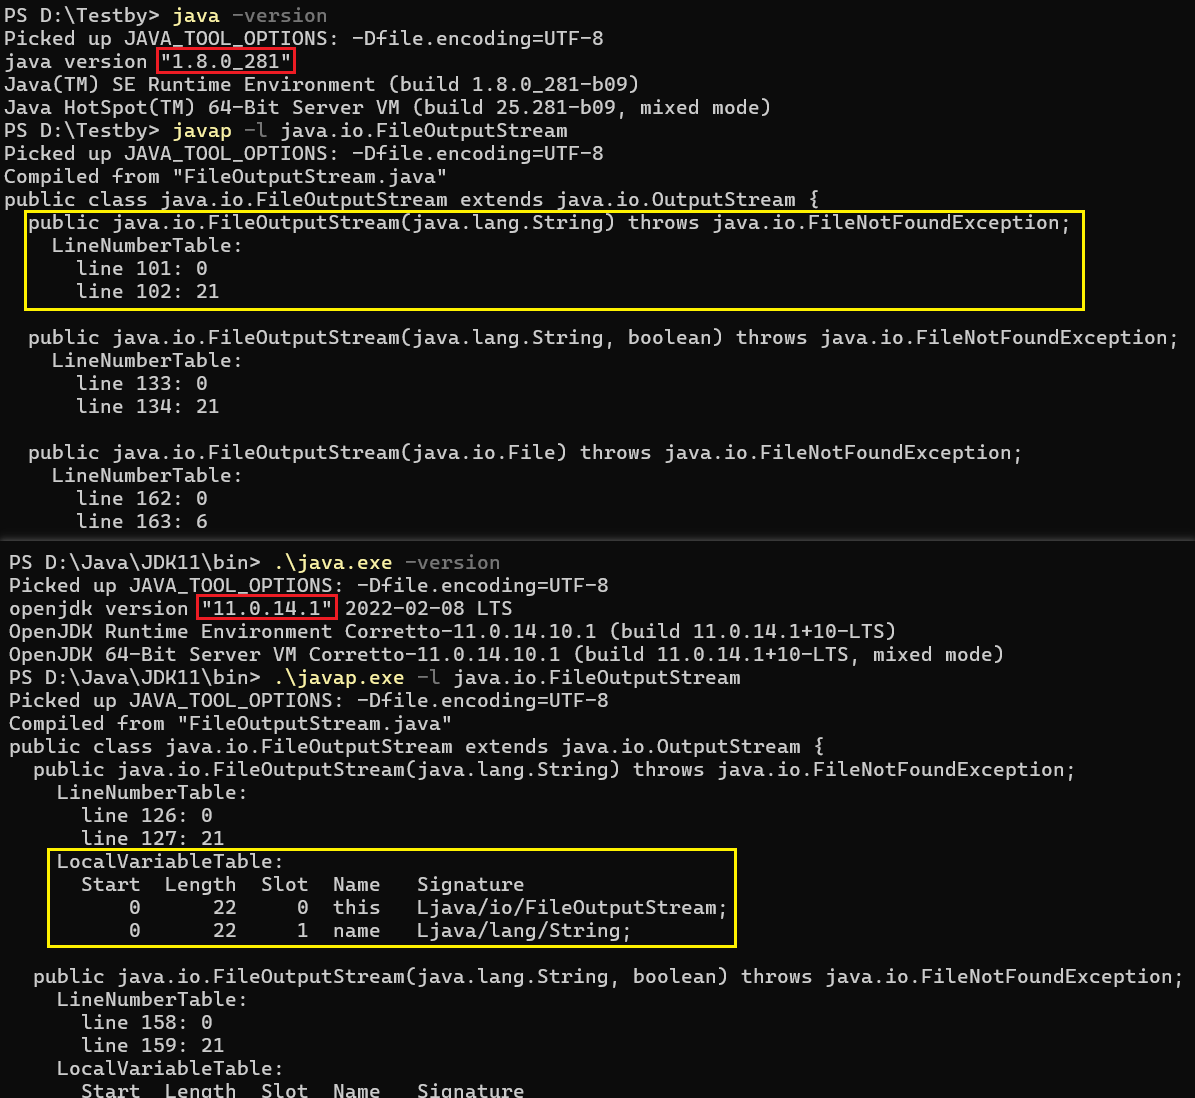 PS D:\Testby> java -version
Picked up JAVA_TOOL_OPTIONS: -Dfile.encoding=UTF-8
java version "1.8.0_281"
Java(TM) SE Runtime Environment (build 1.8.0_281-b09)
Java HotSpot(TM) 64-Bit Server VM (build 25.281-b09, mixed mode)
PS D:\Testby> javap -l java.io.FileOutputStream
Picked up JAVA_TOOL_OPTIONS: -Dfile.encoding=UTF-8
Compiled from "FileOutputStream.java"
public class java.io.FileOutputStream extends java.io.OutputStream {
  public java.io.FileOutputStream(java.lang.String) throws java.io.FileNotFoundException;
    LineNumberTable:
      line 101: 0
      line 102: 21
  public java.io.FileOutputStream(java.lang.String, boolean) throws java.io.FileNotFoundException;
    LineNumberTable:
      line 133: 0
      line 134: 21
  public java.io.FileOutputStream(java.io.File) throws java.io.FileNotFoundException;
    LineNumberTable:
      line 162: 0
      line 163: 6
PS D:\Java\JDK11\bin> .\java.exe -version
Picked up JAVA_TOOL_OPTIONS: -Dfile.encoding=UTF-8
openjdk version "11.0.14.1" 2022-02-08 LTS
OpenJDK Runtime Environment Corretto-11.0.14.10.1 (build 11.0.14.1+10-LTS)
OpenJDK 64-Bit Server VM Corretto-11.0.14.10.1 (build 11.0.14.1+10-LTS, mixed mode)
PS D:\Java\JDK11\bin> .\javap.exe -l java.io.FileOutputStream
Picked up JAVA_TOOL_OPTIONS: -Dfile.encoding=UTF-8
Compiled from "FileOutputStream.java"
public class java.io.FileOutputStream extends java.io.OutputStream {
  public java.io.FileOutputStream(java.lang.String) throws java.io.FileNotFoundException;
    LineNumberTable:
      line 126: 0
      line 127: 21
    LocalVariableTable:
      Start  Length  Slot  Name   Signature
          0      22     0  this   Ljava/io/FileOutputStream;
          0      22     1  name   Ljava/lang/String;
  public java.io.FileOutputStream(java.lang.String, boolean) throws java.io.FileNotFoundException;
    LineNumberTable:
      line 158: 0
      line 159: 21
    LocalVariableTable:
      Start  Length  Slot  Name   Signature